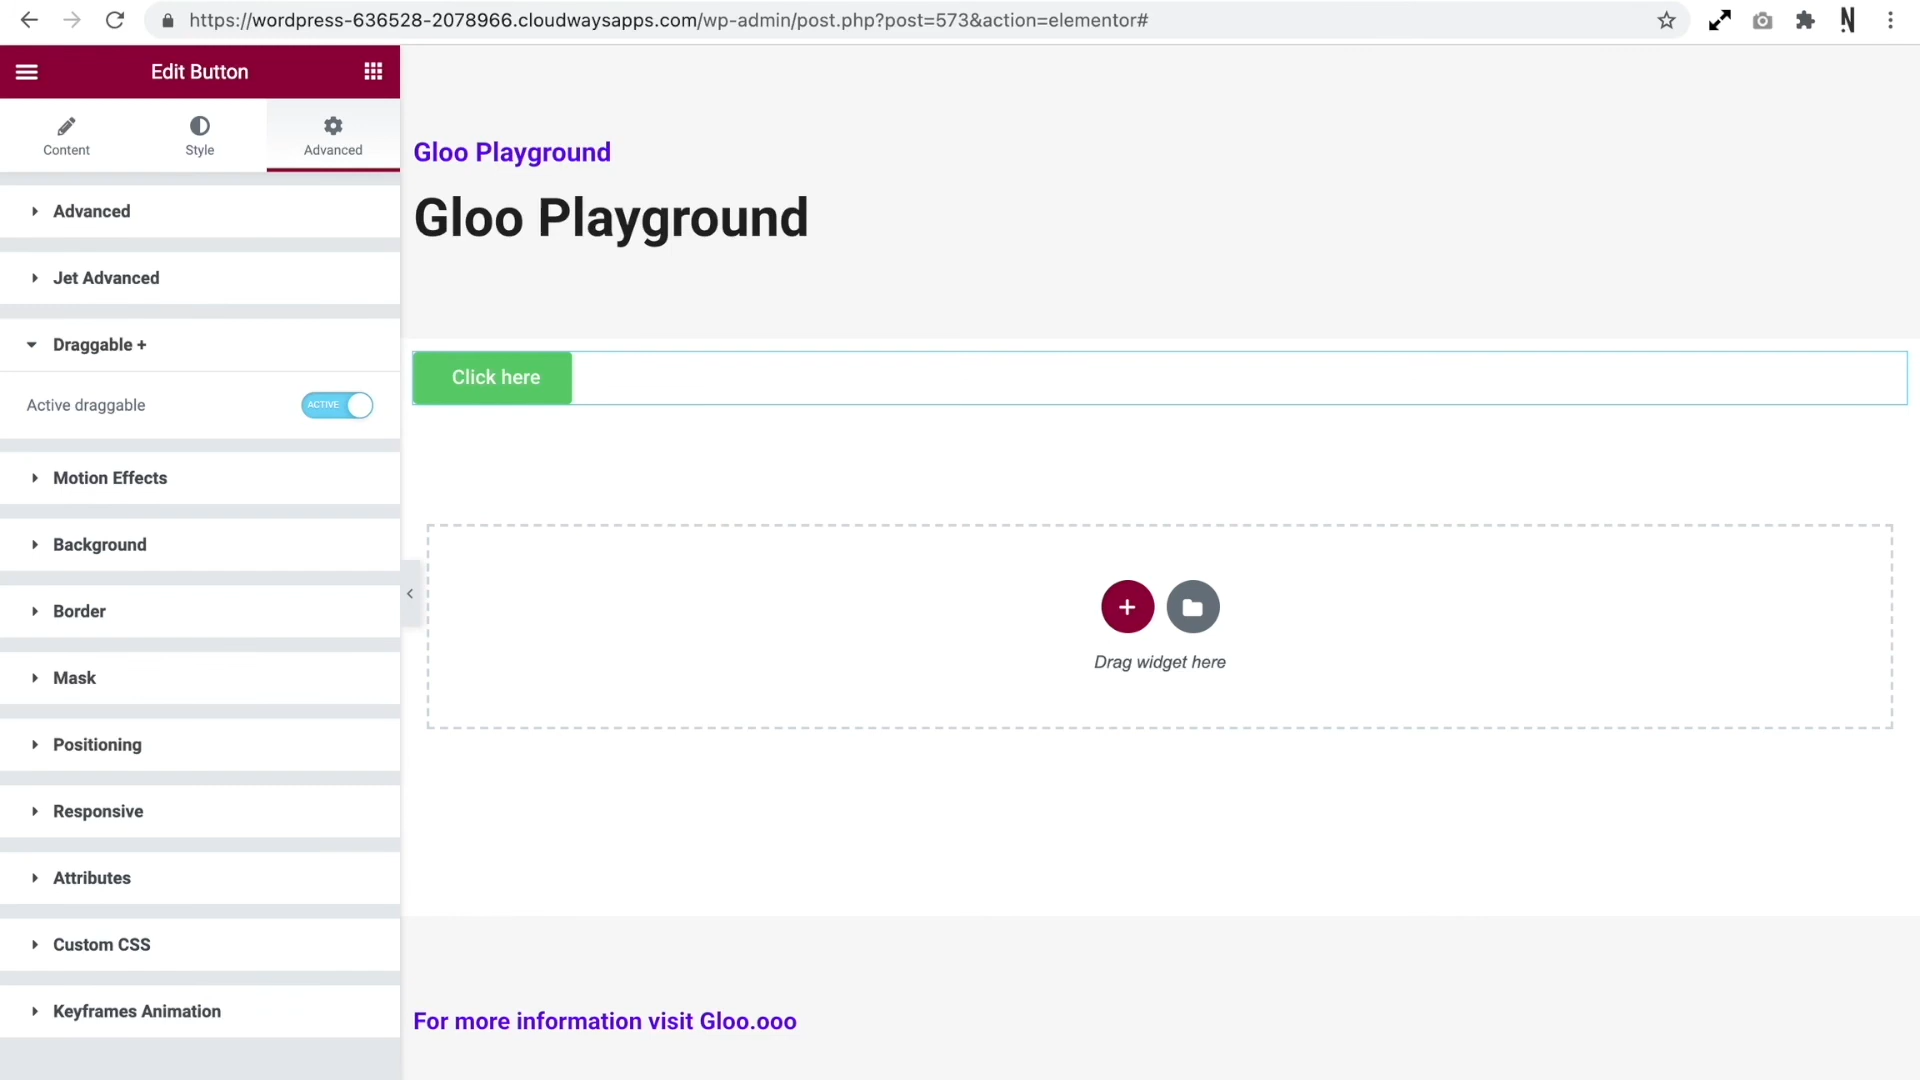 https://wordpress-636528-2078966.cloudwaysapps.com/wp-admin/post.php?post=573&action=elementor#
Edit Button
Content
Style
Advanced
Advanced
Jet Advanced
Draggable +
Active draggable
ACTIVE
Motion Effects
Background
Border
Mask
Positioning
Responsive
Attributes
Custom CSS
Keyframes Animation
Gloo Playground
Gloo Playground
Click here
Drag widget here
For more information visit Gloo.ooo